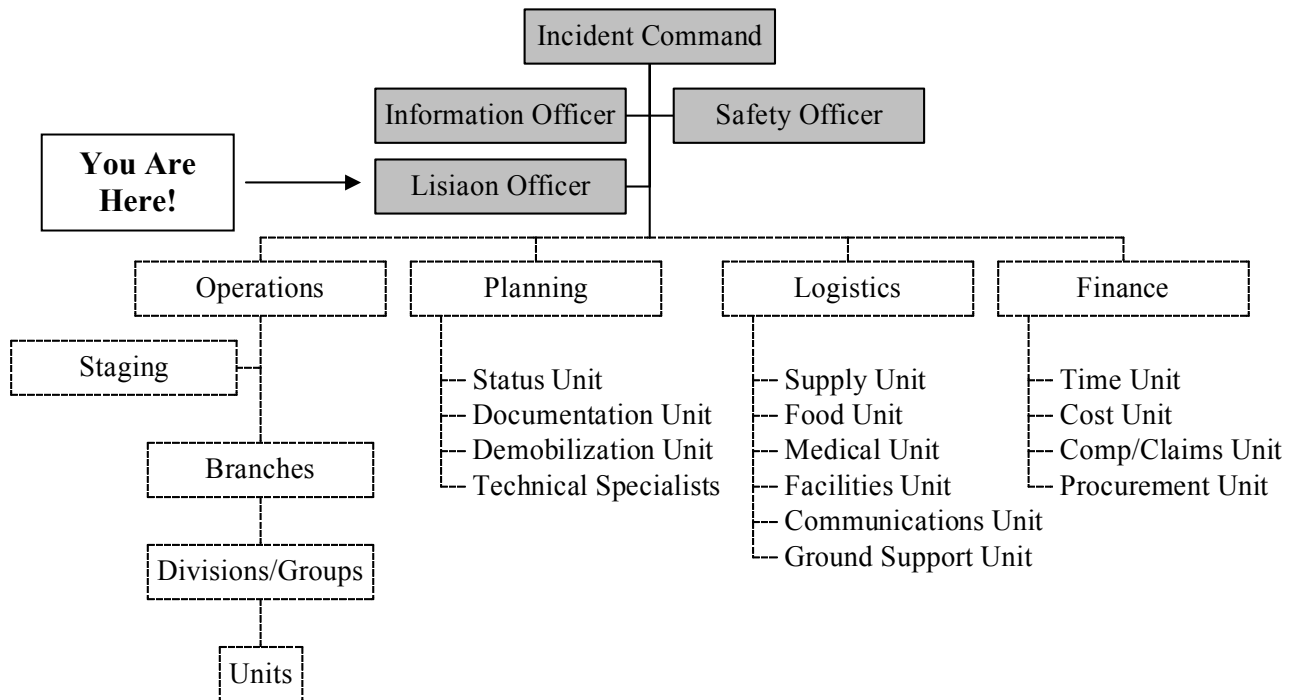 Incident Command
Information Officer
Safety Officer
You Are
Here!
Lisiaon Officer
Operations
Planning
Logistics
Finance
Staging
Branches
Divisions/Groups
Units
Status Unit
Documentation Unit
Demobilization Unit
Technical Specialists
Supply Unit
Food Unit
Medical Unit
Facilities Unit
Communications Unit
Ground Support Unit
Time Unit
Cost Unit
Comp/Claims Unit
Procurement Unit